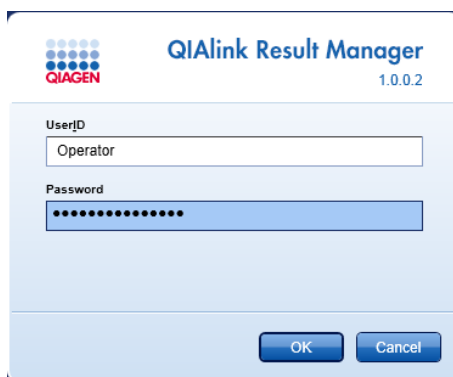 QIAGEN
QIAlink Result Manager
1.0.0.2
UserID
Operator
Password
•••••••••••••••
OK
Cancel